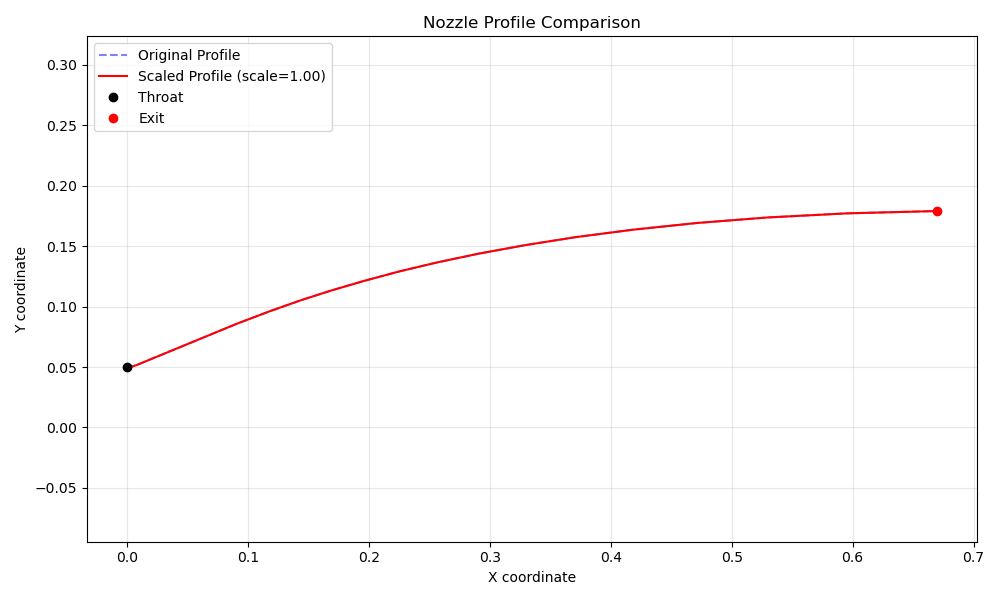 Nozzle Profile Comparison
Original Profile
Scaled Profile (scale=1.00)
Throat
Exit
0.30
0.25
0.20
0.15
0.10
0.05
0.00
−0.05
Y coordinate
0.0 0.1 0.2 0.3 0.4 0.5 0.6 0.7
X coordinate